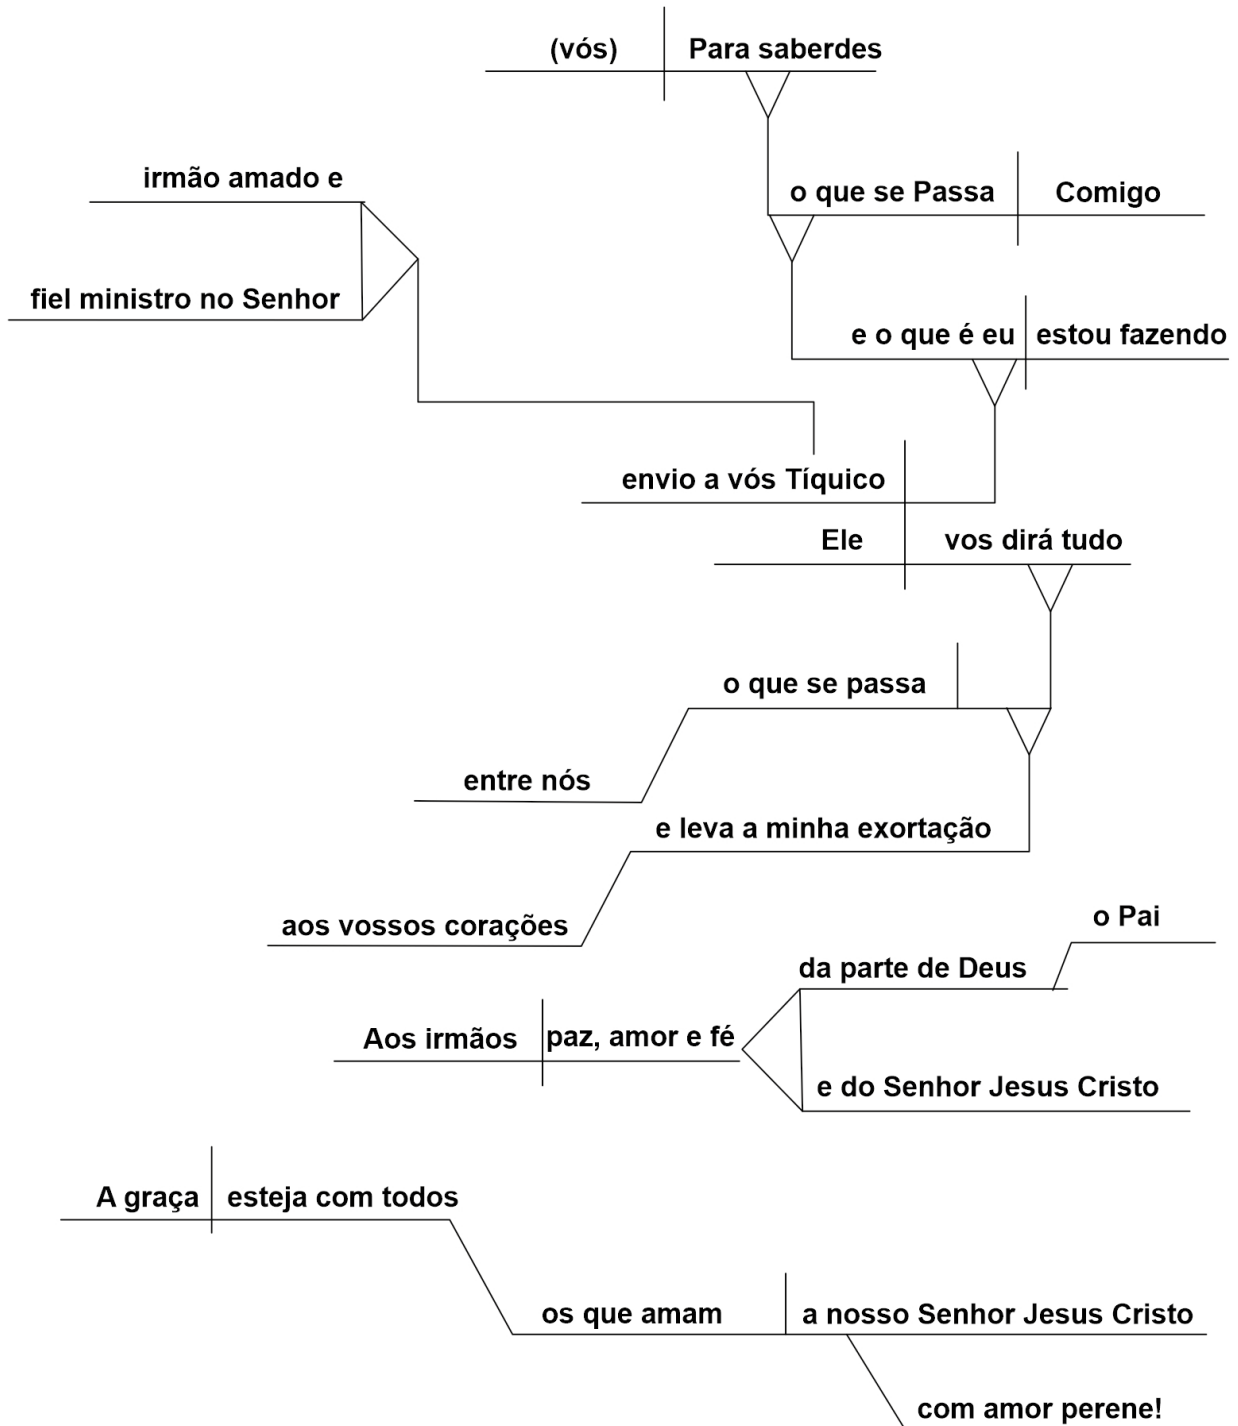 (vós) Para saberdes
irmão amado e
o que se Passa Comigo
fiel ministro no Senhor
e o que é eu estou fazendo
envio a vós Tíquico
Ele vos dirá tudo
o que se passa
entre nós
e leva a minha exortação
aos vossos corações
o Pai
da parte de Deus
Aos irmãos paz, amor e fé
e do Senhor Jesus Cristo
A graça esteja com todos
os que amam a nosso Senhor Jesus Cristo
com amor perene!